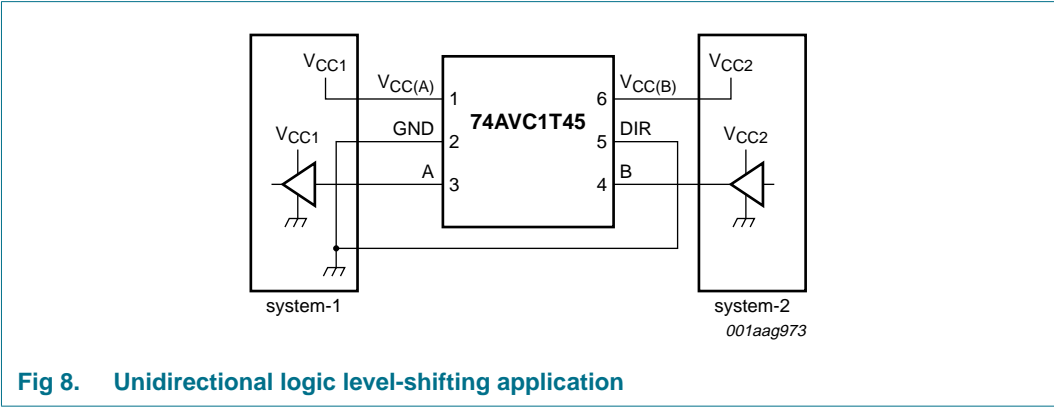 VCC1 VCC2
VCC(A) VCC(B)
1 6
74AVC1T45
GND DIR
VCC1 2 5 VCC2
A B
3 4
system-1 system-2
001aag973
Fig 8. Unidirectional logic level-shifting application